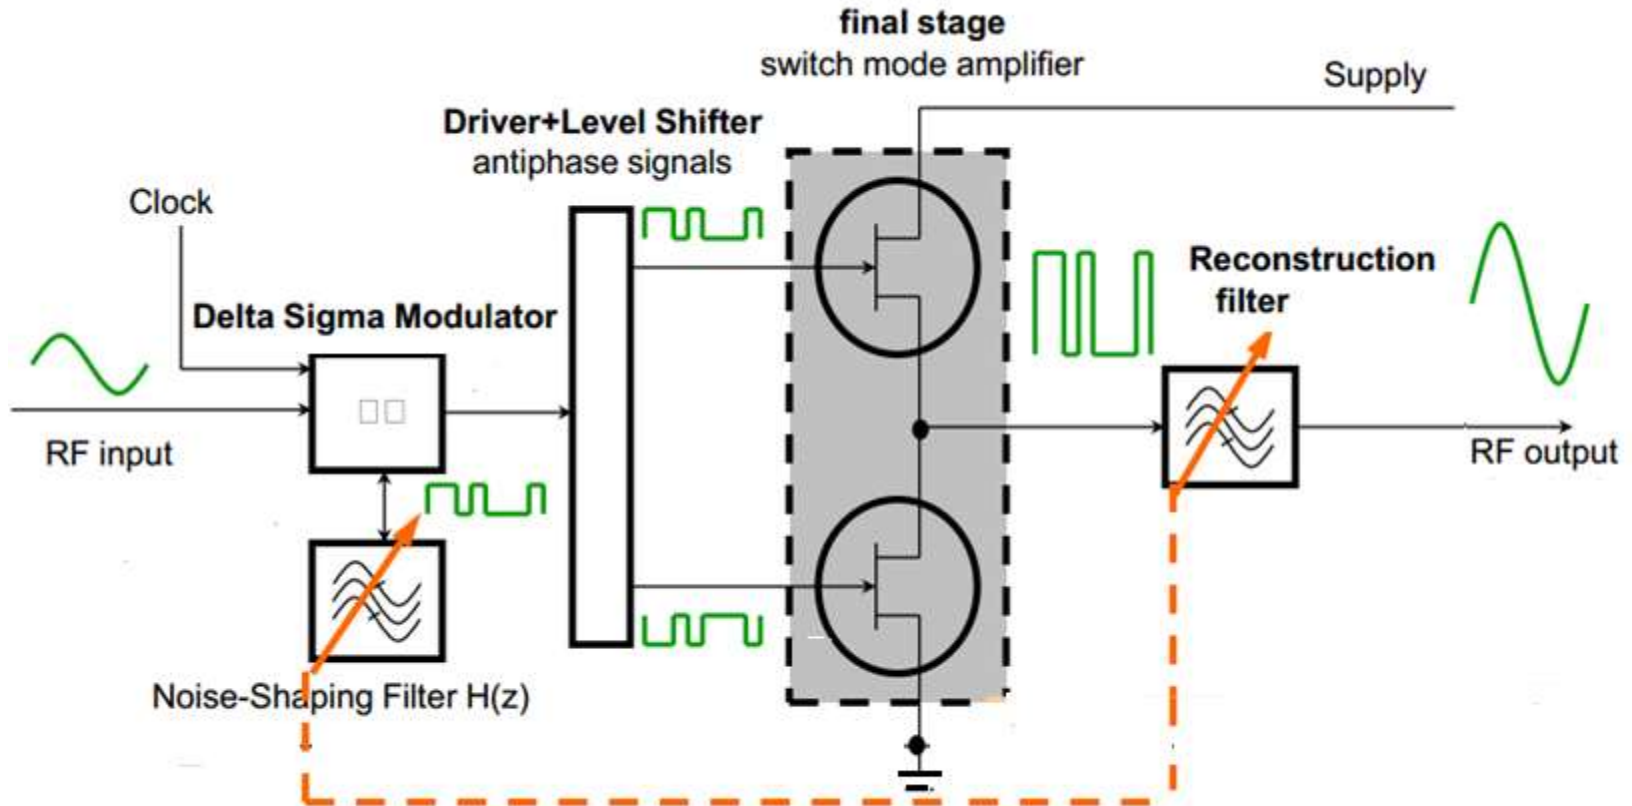 final stage
switch mode amplifier
Supply
Driver+Level Shifter
antiphase signals
Clock
Reconstruction
filter
Delta Sigma Modulator
RF input
RF output
Noise-Shaping Filter H(z)